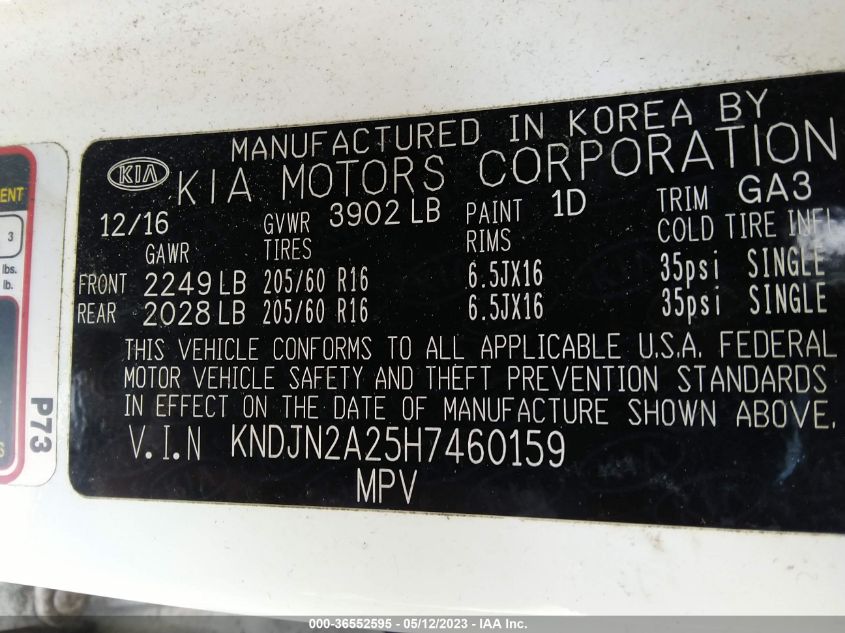 MANUFACTURED IN KOREA BY
KIA KIA MOTORS CORPORATION
12/16 GVWR 3902 LB PAINT 1D TRIM GA3
GAWR TIRES RIMS COLD TIRE INFL
FRONT 2249 LB 205/60 R16 6.5JX16 35psi SINGLE
REAR 2028 LB 205/60 R16 6.5JX16 35psi SINGLE
THIS VEHICLE CONFORMS TO ALL APPLICABLE U.S.A. FEDERAL
MOTOR VEHICLE SAFETY AND THEFT PREVENTION STANDARDS
IN EFFECT ON THE DATE OF MANUFACTURE SHOWN ABOVE.
V.I.N KNDJN2A25H7460159
MPV
ENT
3
lbs.
lb.
P73
S
000-36552595 - 05/12/2023 - IAA Inc.